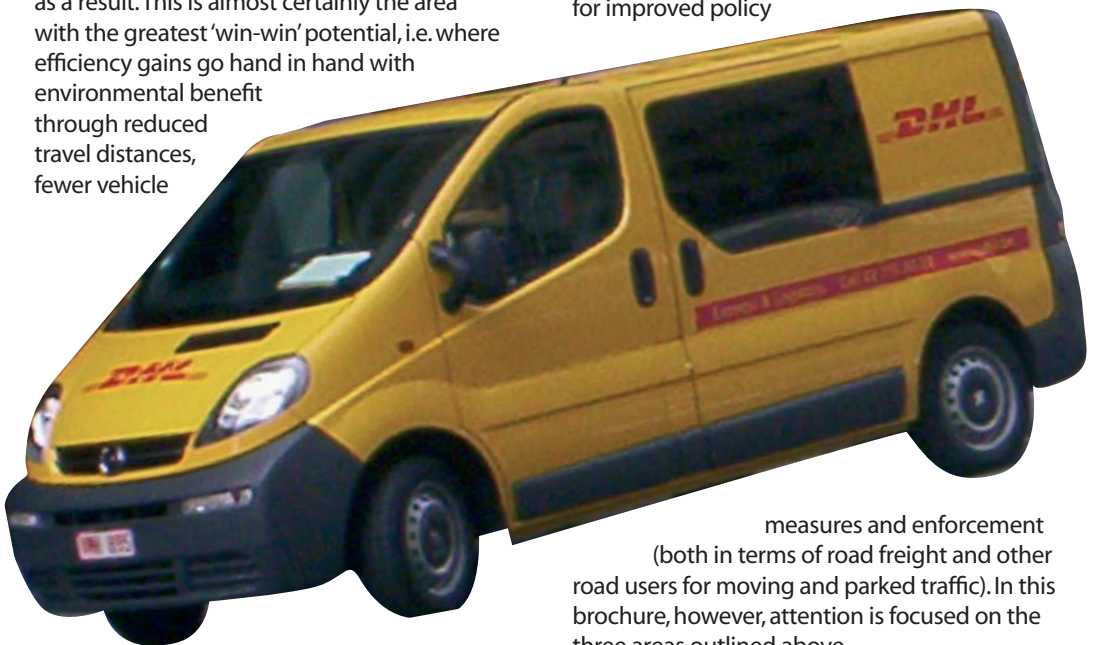 as a result. This is almost certainly the area
with the greatest ‘win-win’ potential, i.e. where
efficiency gains go hand in hand with
environmental benefit
through reduced
travel distances,
fewer vehicle
for improved policy
measures and enforcement
(both in terms of road freight and other
road users for moving and parked traffic). In this
brochure, however, attention is focused on the
three areas outlined above
DHL
DHL
Express & Logistics